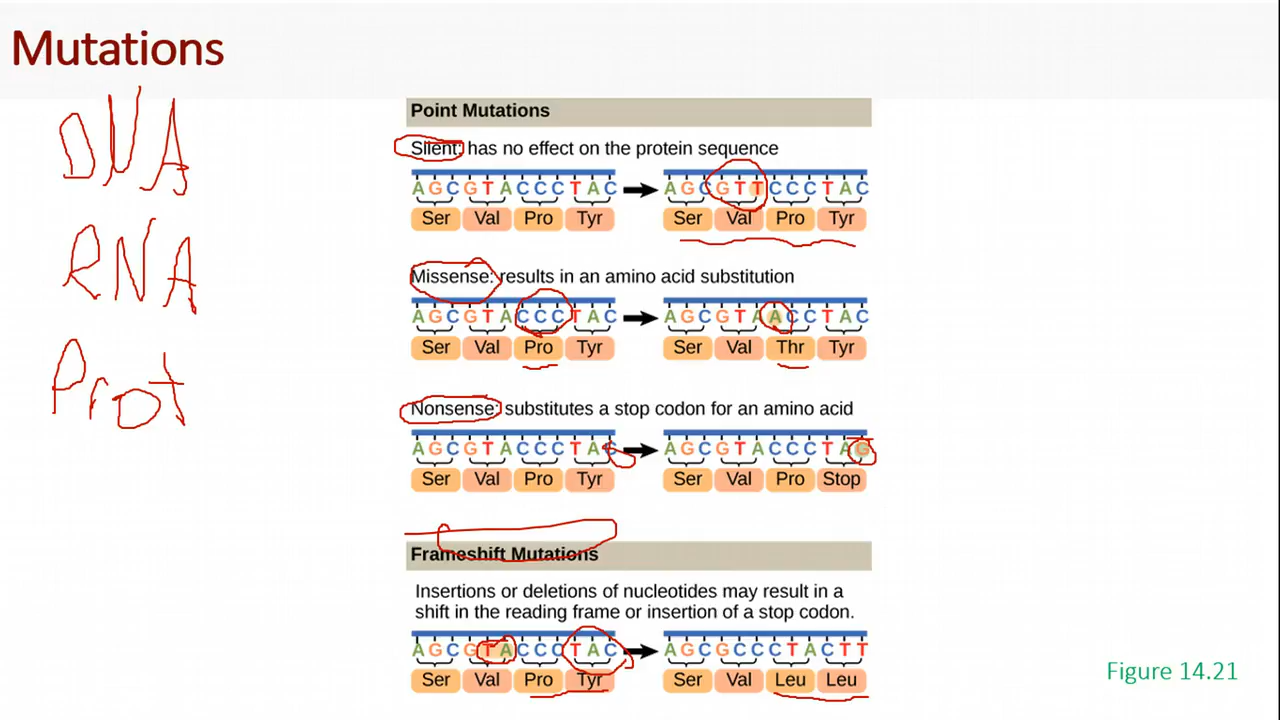 Mutations
DNA
RNA
Prot
Point Mutations
Silent: has no effect on the protein sequence
AGCGTACCCTAC AGCGTTCCCTAC
Ser Val Pro Tyr Ser Val Pro Tyr
Missense: results in an amino acid substitution
AGCGTACCCTAC AGCGTAACCTAC
Ser Val Pro Tyr Ser Val Thr Tyr
Nonsense: substitutes a stop codon for an amino acid
AGCGTACCCTAC AGCGTACCCTAG
Ser Val Pro Tyr Ser Val Pro Stop
Frameshift Mutations
Insertions or deletions of nucleotides may result in a
shift in the reading frame or insertion of a stop codon.
AGCGTACCCTAC AGCGCCCTACTT
Ser Val Pro Tyr Ser Val Leu Leu
Figure 14.21